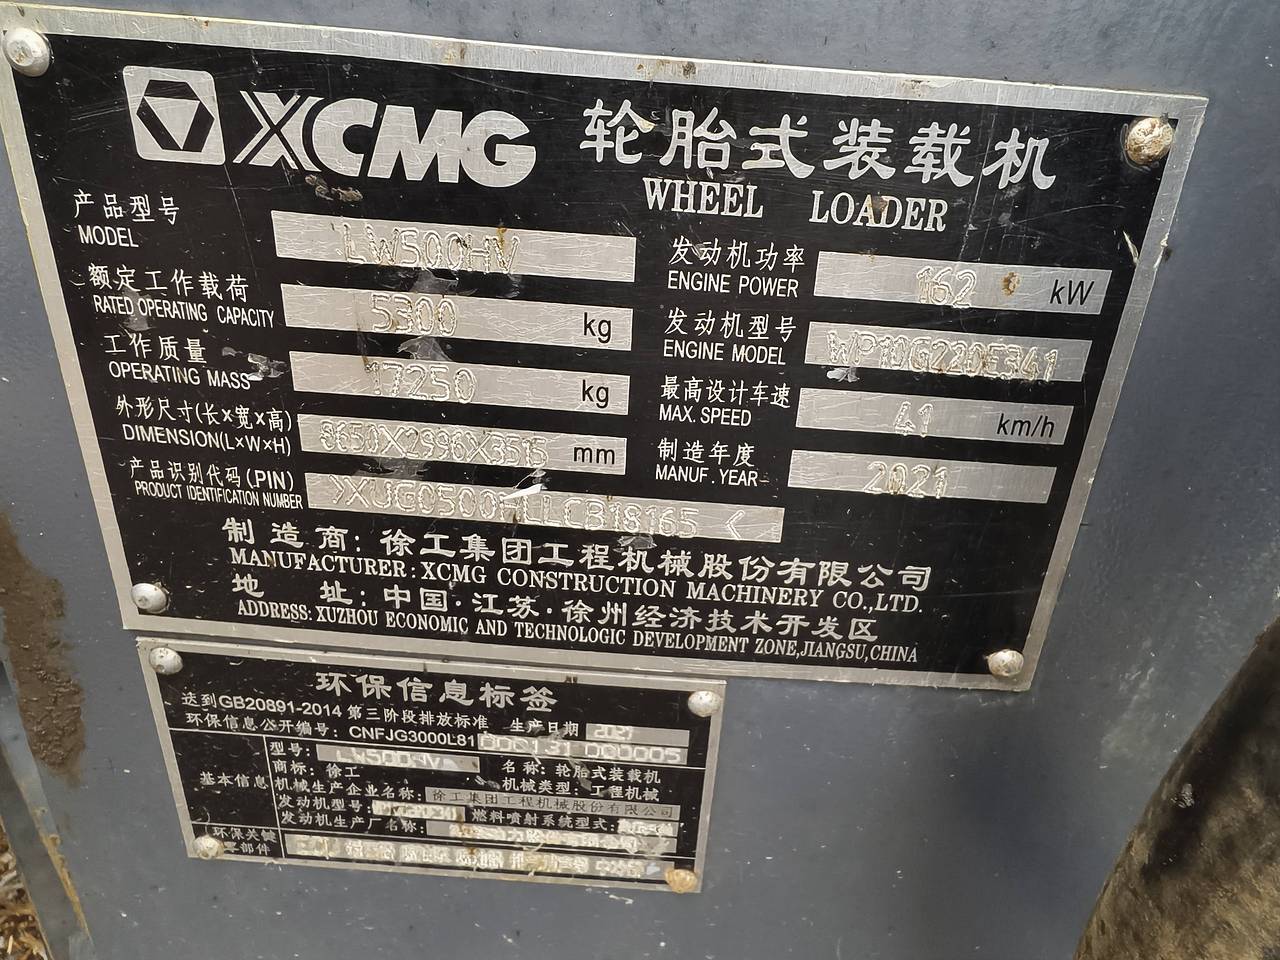 XCMG 轮胎式装载机
WHEEL LOADER
产品型号 LW500HV
MODEL
发动机功率 162 kW
ENGINE POWER
额定工作载荷 5300 kg
RATED OPERATING CAPACITY
发动机型号 WP10G220E341
ENGINE MODEL
工作质量 17250 kg
OPERATING MASS
最高设计车速 41 km/h
MAX. SPEED
外形尺寸(长×宽×高) 8650X2996X3515 mm
DIMENSION(L×W×H)
制造年度 2021
MANUF.YEAR
产品识别代码(PIN)
PRODUCT IDENTIFICATION NUMBER
制造商:徐工集团工程机械股份有限公司
MANUFACTURER:XCMG CONSTRUCTION MACHINERY CO.,LTD.
地 址:中国·江苏·徐州经济技术开发区
ADDRESS:XUZHOU ECONOMIC AND TECHNOLOGIC DEVELOPMENT ZONE,JIANGSU,CHINA
环保信息标签
达到GB20891-2014 第三阶段排放标准 生产日期 2021
环保信息公开编号: CNFJG3000L81 000131 000005
基本信息
型号: LW500HV 名称: 轮胎式装载机
商标: 徐工 机械类型: 工程机械
机械生产企业名称: 徐工集团工程机械股份有限公司
发动机型号: 燃料喷射系统型式:
发动机生产厂名称:
环保关键
零部件